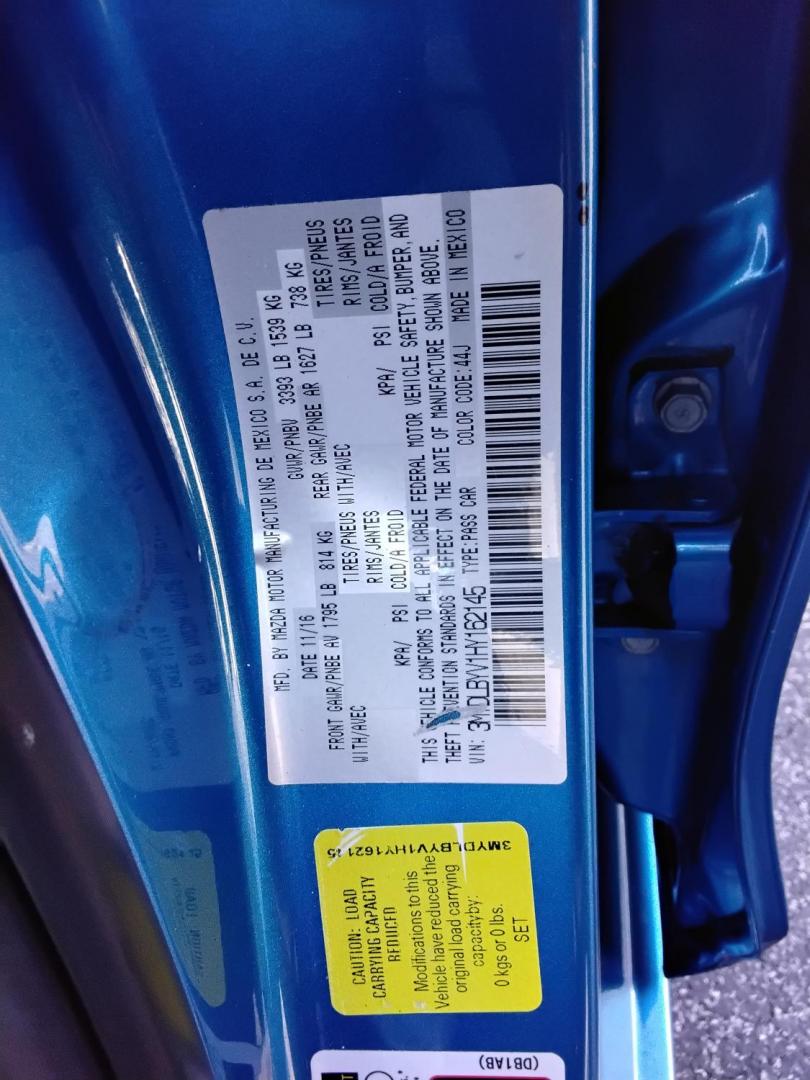 MFD. BY MAZDA MOTOR MANUFACTURING DE MEXICO S.A. DE C.V.
DATE 11/16 GVWR/PNBV 3393 LB 1539 KG
FRONT GAWR/PNBE AV 1795 LB 814 KG REAR GAWR/PNBE AR 1627 LB 738 KG
WITH/AVEC TIRES/PNEUS WITH/AVEC TIRES/PNEUS
RIMS/JANTES RIMS/JANTES
KPA/ PSI COLD/A FROID KPA/ PSI COLD/A FROID
THIS VEHICLE CONFORMS TO ALL APPLICABLE FEDERAL MOTOR VEHICLE SAFETY, BUMPER, AND
THEFT PREVENTION STANDARDS IN EFFECT ON THE DATE OF MANUFACTURE SHOWN ABOVE.
VIN: 3MYDLBYV1HY162145 TYPE:PASS CAR COLOR CODE:44J MADE IN MEXICO
3MYDLBYV1HY162145
CAUTION: LOAD
CARRYING CAPACITY
REDUCED
Modifications to this
Vehicle have reduced the
original load carrying
capacity by:
0 kgs or 0 lbs.
SET
(DB1AB)